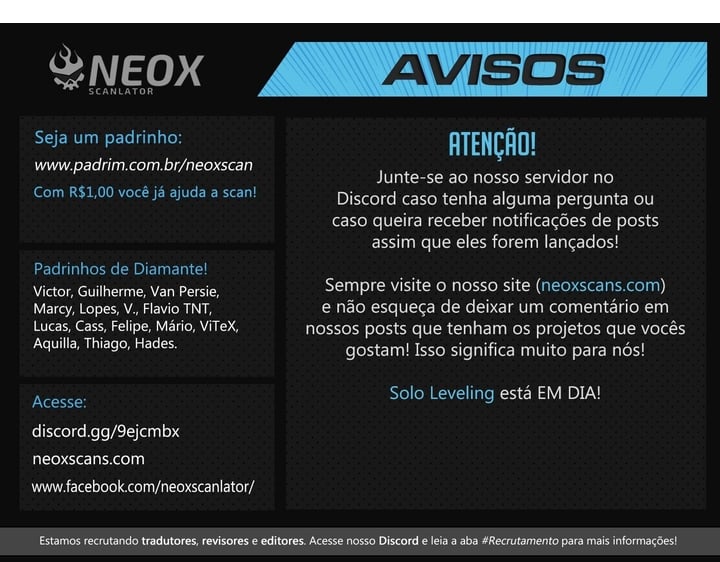 NEOX
SCANLATOR
AVISOS
Seja um padrinho:
www.padrim.com.br/neoxscan
Com R$1,00 você já ajuda a scan!
Padrinhos de Diamante!
Victor, Guilherme, Van Persie,
Marcy, Lopes, V., Flavio TNT,
Lucas, Cass, Felipe, Mário, ViTeX,
Aquilla, Thiago, Hades.
Acesse:
discord.gg/9ejcmbx
neoxscans.com
www.facebook.com/neoxscanlator/
ATENÇÃO!
Junte-se ao nosso servidor no
Discord caso tenha alguma pergunta ou
caso queira receber notificações de posts
assim que eles forem lançados!
Sempre visite o nosso site (neoxscans.com)
e não esqueça de deixar um comentário em
nossos posts que tenham os projetos que vocês
gostam! Isso significa muito para nós!
Solo Leveling está EM DIA!
Estamos recrutando tradutores, revisores e editores. Acesse nosso Discord e leia a aba #Recrutamento para mais informações!